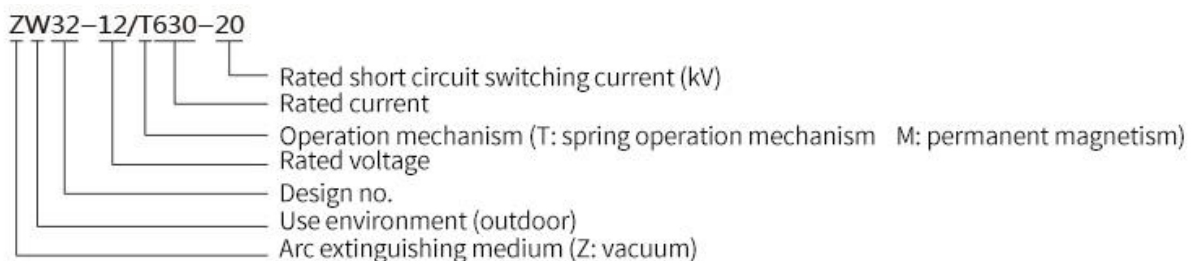 ZW32-12/T630-20
Rated short circuit switching current (kV)
Rated current
Operation mechanism (T: spring operation mechanism M: permanent magnetism)
Rated voltage
Design no.
Use environment (outdoor)
Arc extinguishing medium (Z: vacuum)